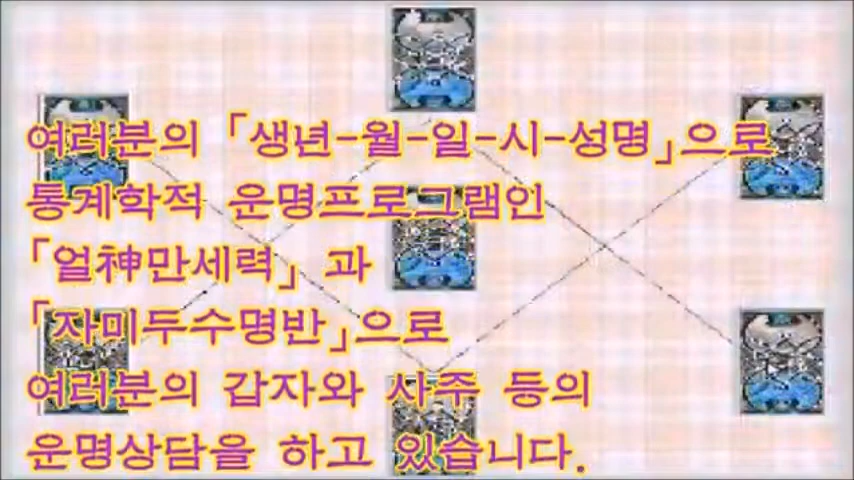 여러분의 「생년-월-일-시-성명」으로
통계학적 운명프로그램인
「얼神만세력」 과
「자미두수명반」으로
여러분의 갑자와 사주 등의
운명상담을 하고 있습니다.